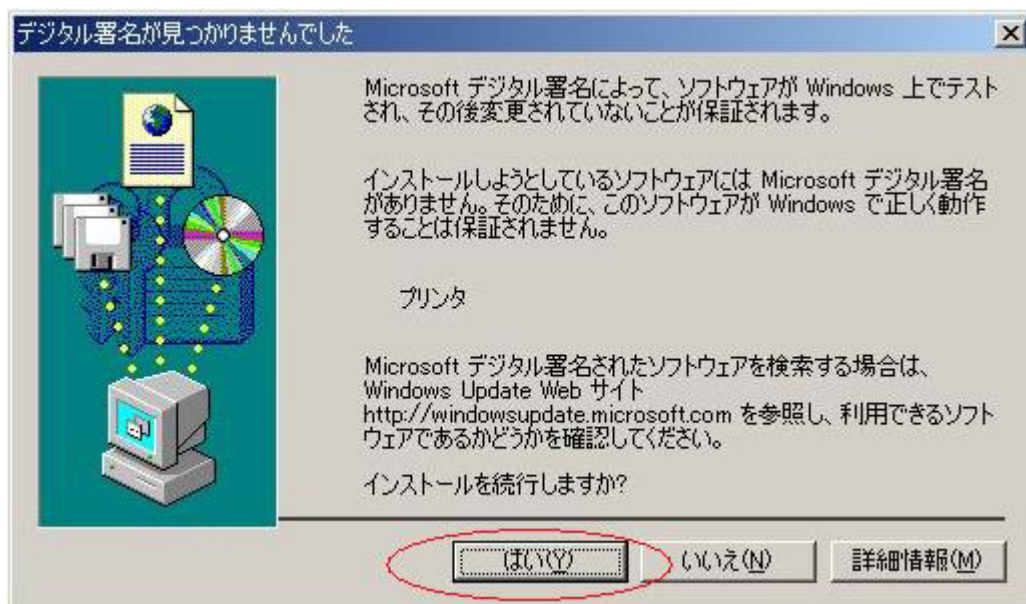 デジタル署名が見つかりませんでした
Microsoft デジタル署名によって、ソフトウェアが Windows 上でテスト
され、その後変更されていないことが保証されます。
インストールしようとしているソフトウェアには Microsoft デジタル署名
がありません。そのために、このソフトウェアが Windows で正しく動作
することは保証されません。
プリンタ
Microsoft デジタル署名されたソフトウェアを検索する場合は、
Windows Update Web サイト
http://windowsupdate.microsoft.com を参照し、利用できるソフト
ウェアであるかどうかを確認してください。
インストールを続行しますか?
はい(Y) いいえ(N) 詳細情報(M)